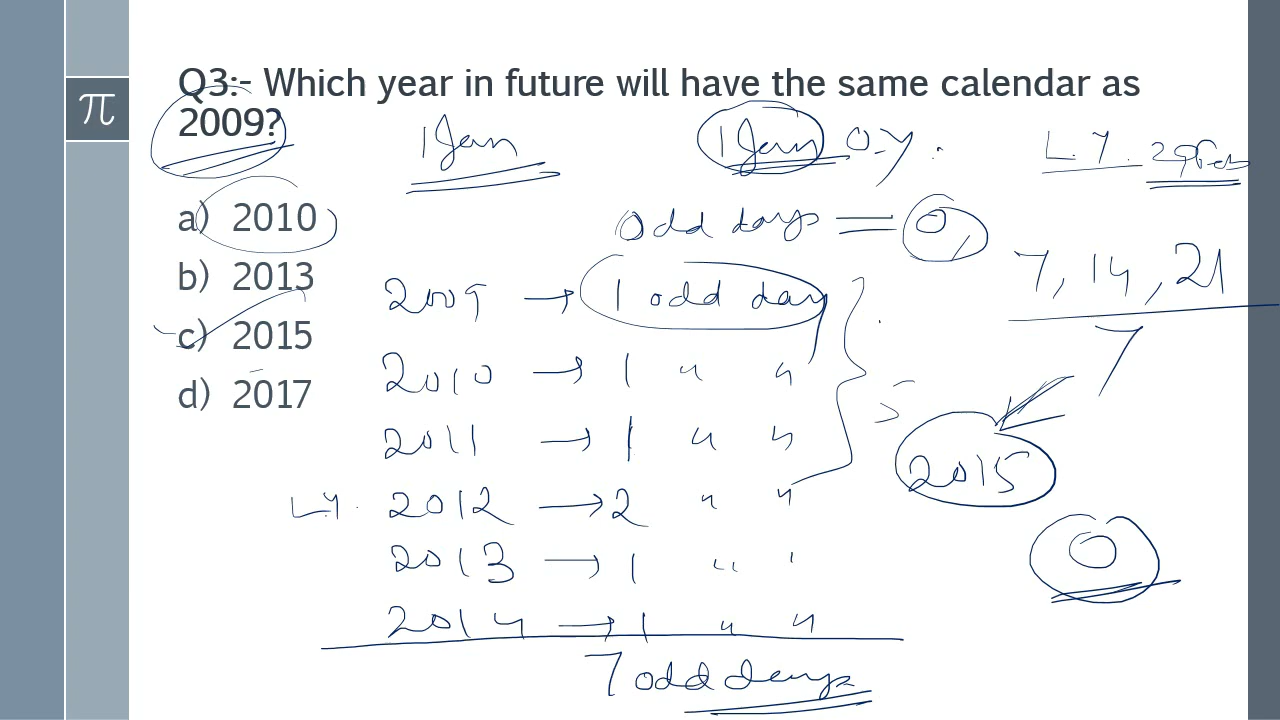 π
Q3:- Which year in future will have the same calendar as
2009?
1 Jan
1 Jan O.Y.
L.Y. 29 Feb
a) 2010
odd days = 0,
b) 2013
2009 → 1 odd day
7, 14, 21
7
c) 2015
2010 → 1 " "
d) 2017
5
2011 → 1 " "
2015
L.Y. 2012 → 2 " "
0
2013 → 1 " "
2014 → 1 " "
7 odd days